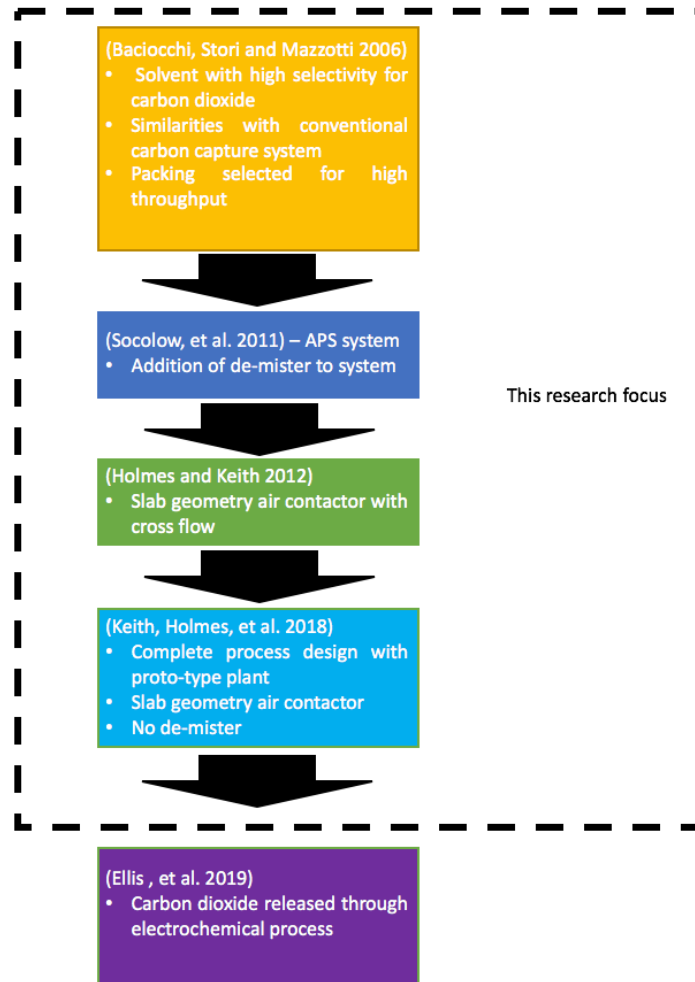 (Baciocchi, Stori and Mazzotti 2006)
• Solvent with high selectivity for
carbon dioxide
• Similarities with conventional
carbon capture system
• Packing selected for high
throughput
(Socolow, et al. 2011) – APS system
• Addition of de-mister to system
This research focus
(Holmes and Keith 2012)
• Slab geometry air contactor with
cross flow
(Keith, Holmes, et al. 2018)
• Complete process design with
proto-type plant
• Slab geometry air contactor
• No de-mister
(Ellis , et al. 2019)
• Carbon dioxide released through
electrochemical process